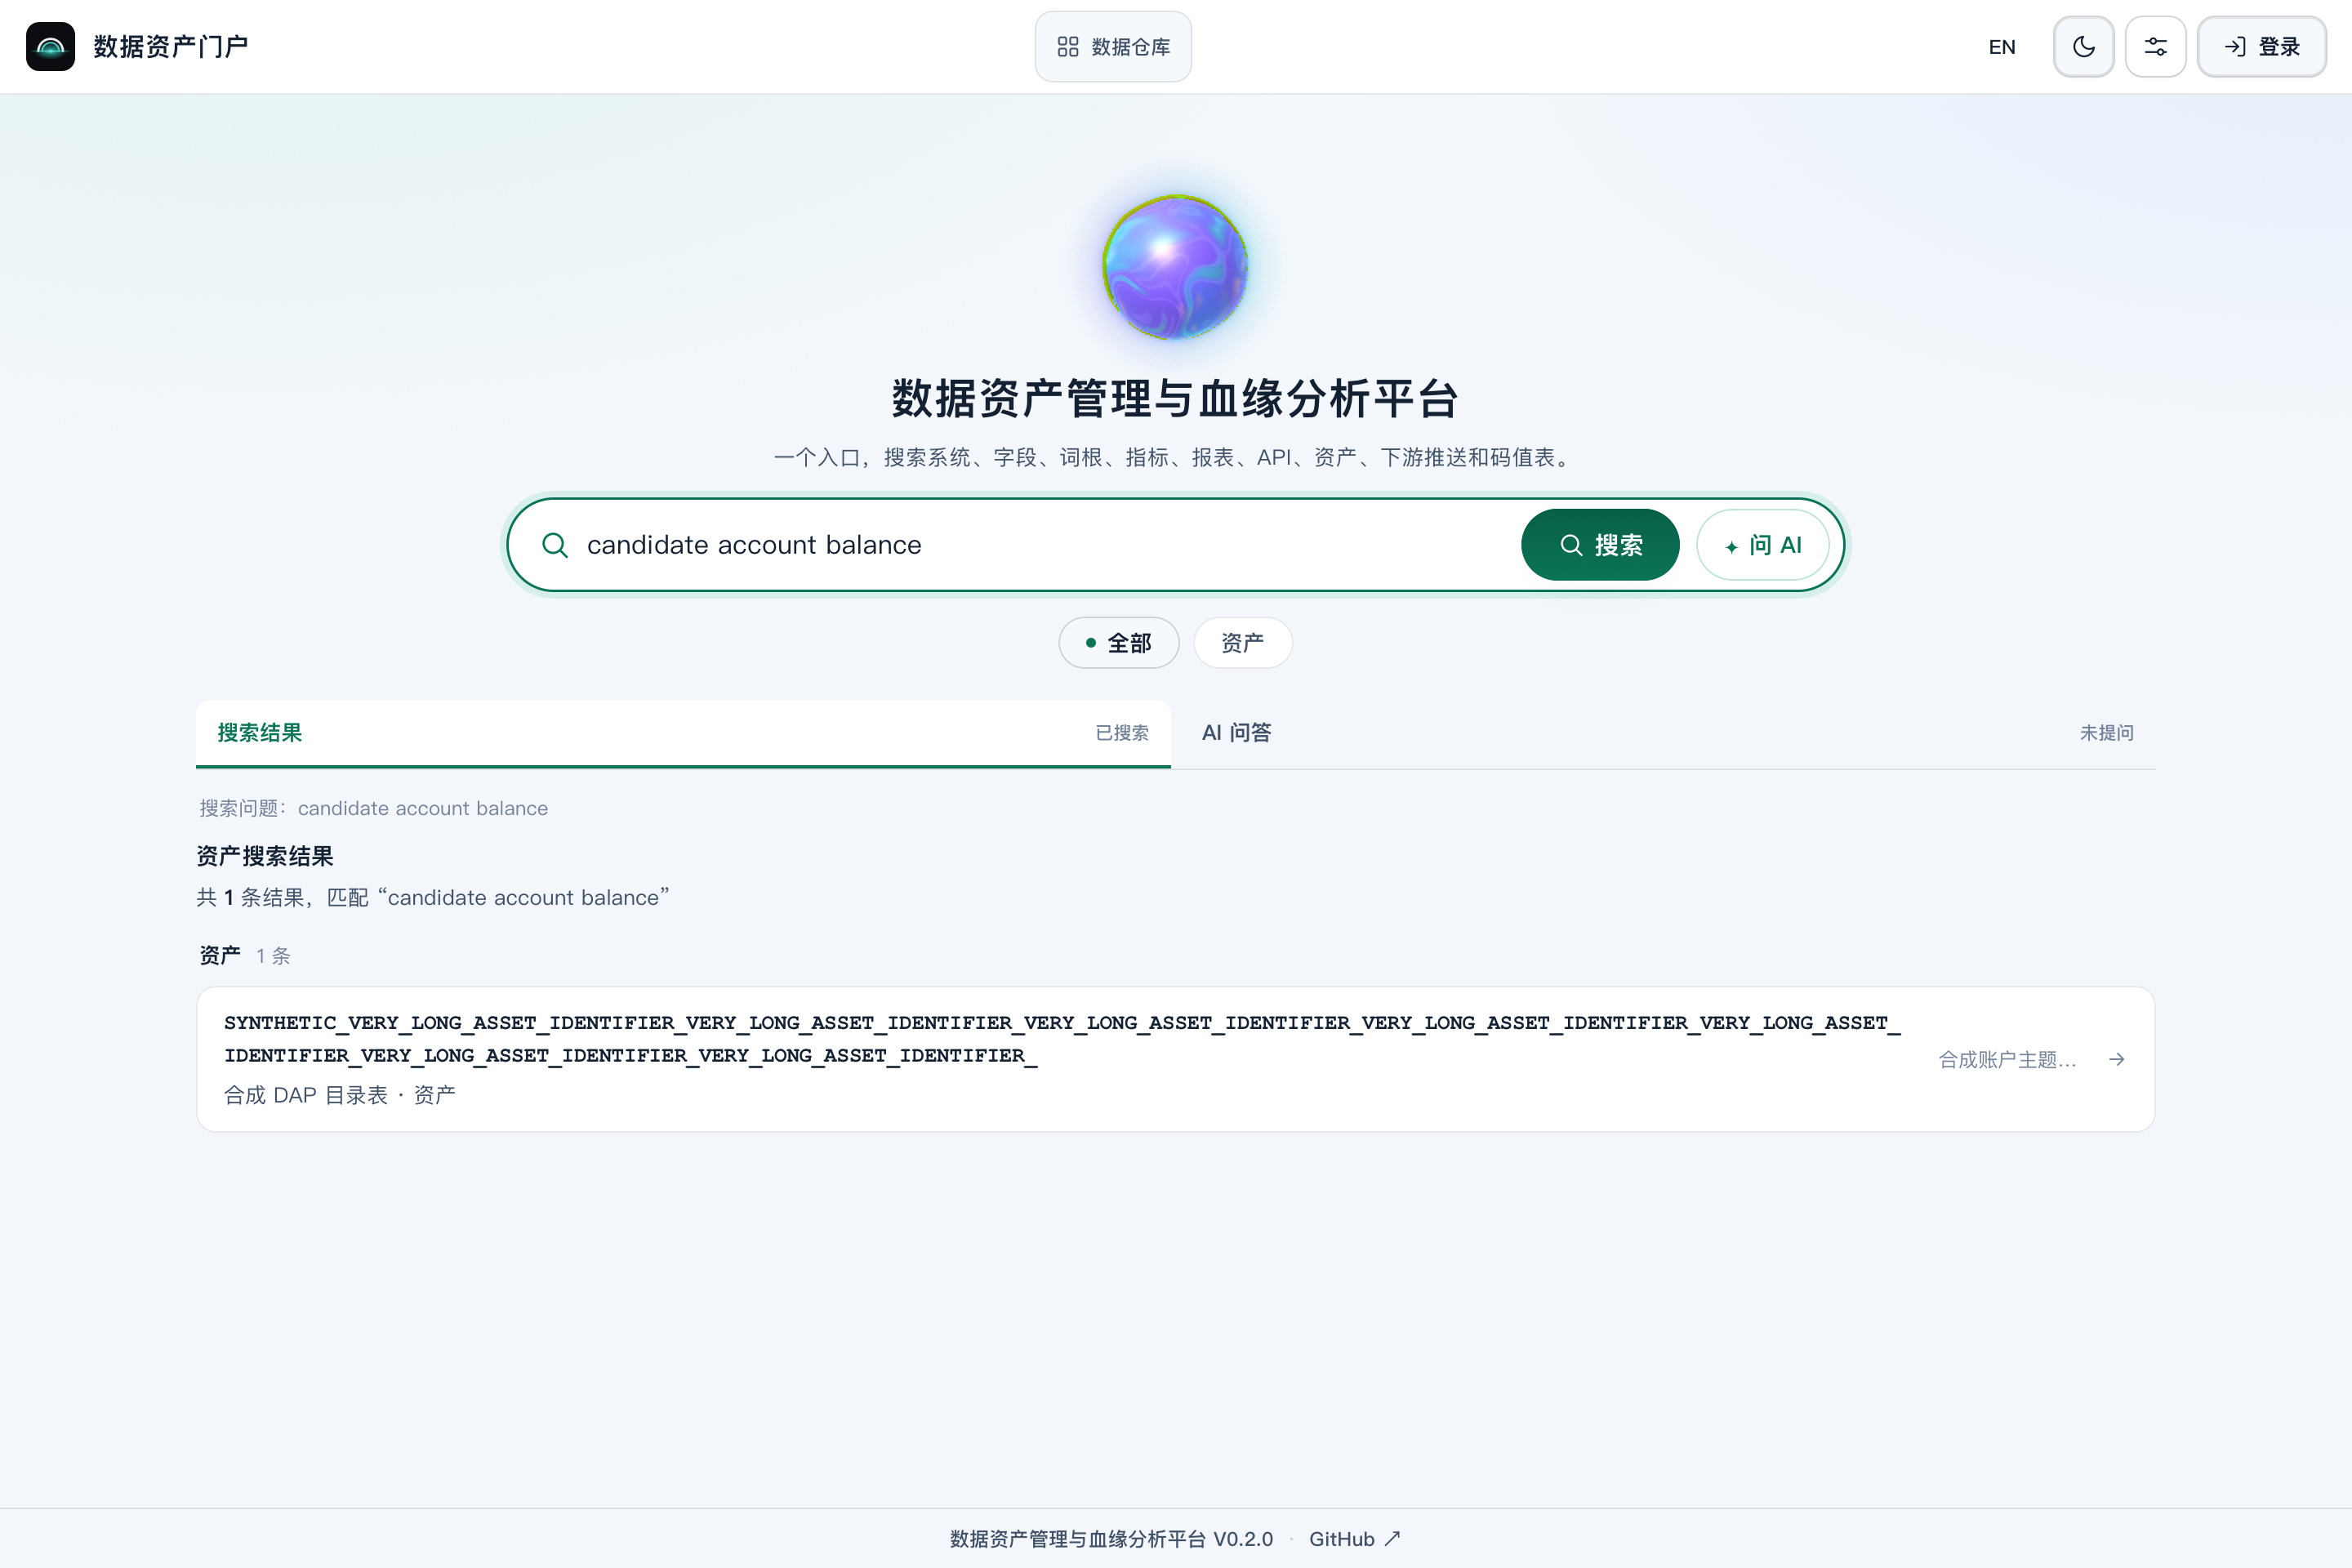 数据资产门户
数据仓库
EN
登录
数据资产管理与血缘分析平台
一个入口，搜索系统、字段、词根、指标、报表、API、资产、下游推送和码值表。
candidate account balance
搜索
问 AI
全部
资产
搜索结果
已搜索
AI 问答
未提问
搜索问题：candidate account balance
资产搜索结果
共 1 条结果，匹配 “candidate account balance”
资产 1 条
SYNTHETIC_VERY_LONG_ASSET_IDENTIFIER_VERY_LONG_ASSET_IDENTIFIER_VERY_LONG_ASSET_IDENTIFIER_VERY_LONG_ASSET_IDENTIFIER_VERY_LONG_ASSET_
IDENTIFIER_VERY_LONG_ASSET_IDENTIFIER_VERY_LONG_ASSET_IDENTIFIER_
合成账户主题...
合成 DAP 目录表 · 资产
数据资产管理与血缘分析平台 V0.2.0 · GitHub ↗